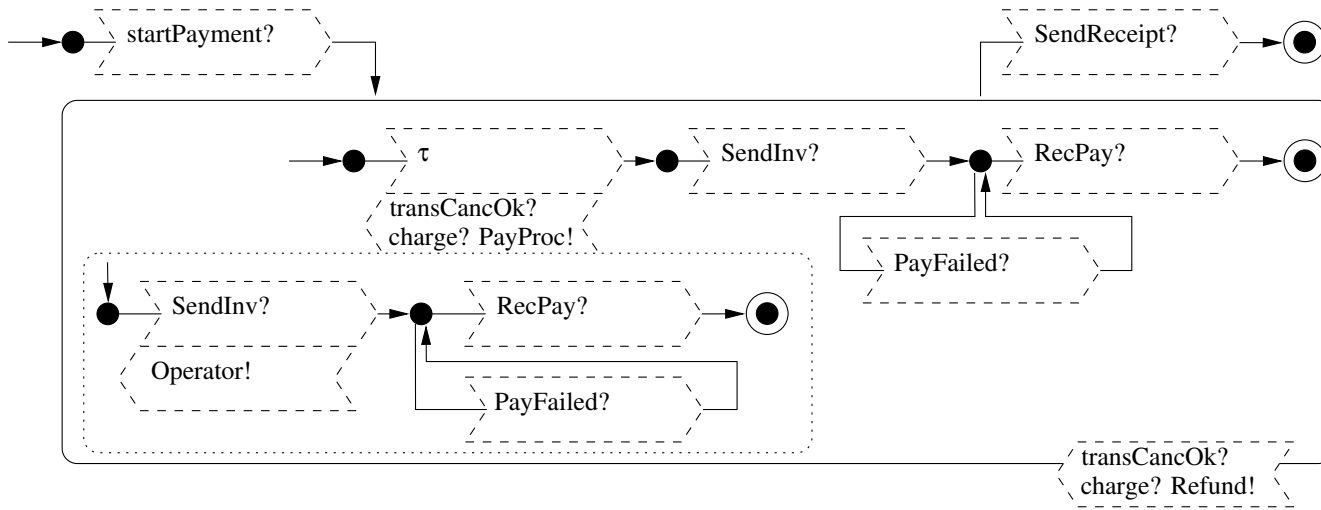 startPayment?
SendReceipt?
τ
SendInv?
RecPay?
transCancOk?
charge? PayProc!
PayFailed?
SendInv?
RecPay?
Operator!
PayFailed?
transCancOk?
charge? Refund!